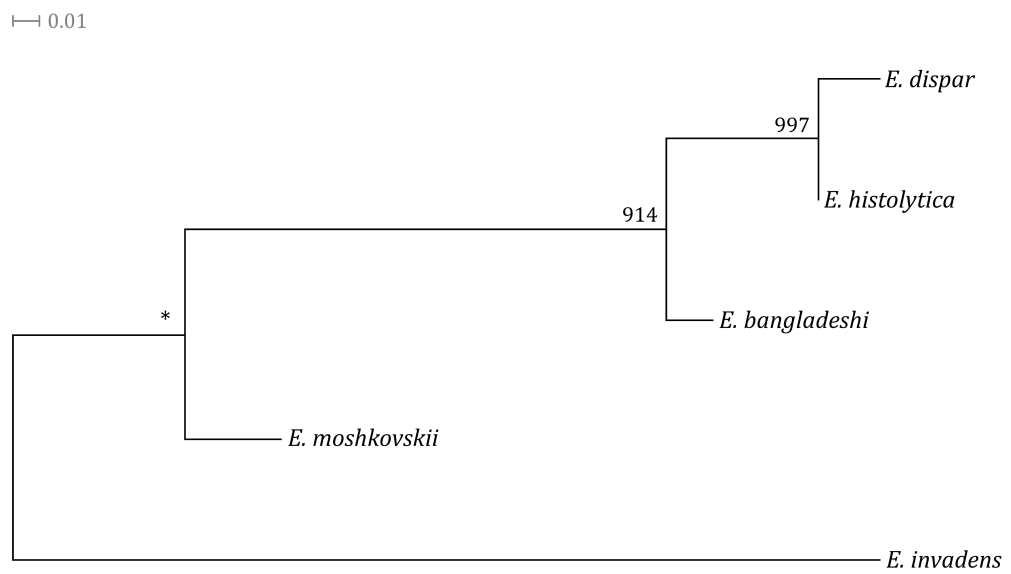 0.01
E. dispar
997
E. histolytica
914
E. bangladeshi
*
E. moshkovskii
E. invadens